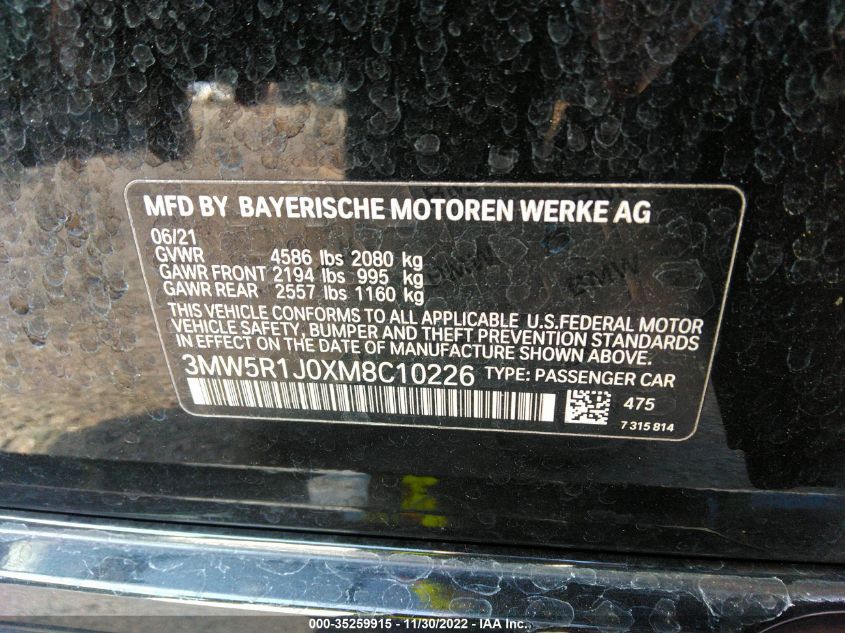 MFD BY BAYERISCHE MOTOREN WERKE AG
06/21
GVWR 4586 lbs 2080 kg
GAWR FRONT 2194 lbs 995 kg
GAWR REAR 2557 lbs 1160 kg
THIS VEHICLE CONFORMS TO ALL APPLICABLE U.S.FEDERAL MOTOR
VEHICLE SAFETY, BUMPER AND THEFT PREVENTION STANDARDS
IN EFFECT ON THE DATE OF MANUFACTURE SHOWN ABOVE.
3MW5R1J0XM8C10226 TYPE: PASSENGER CAR
475
7 315 814
BMW
BMW
000-35259915 - 11/30/2022 - IAA Inc.